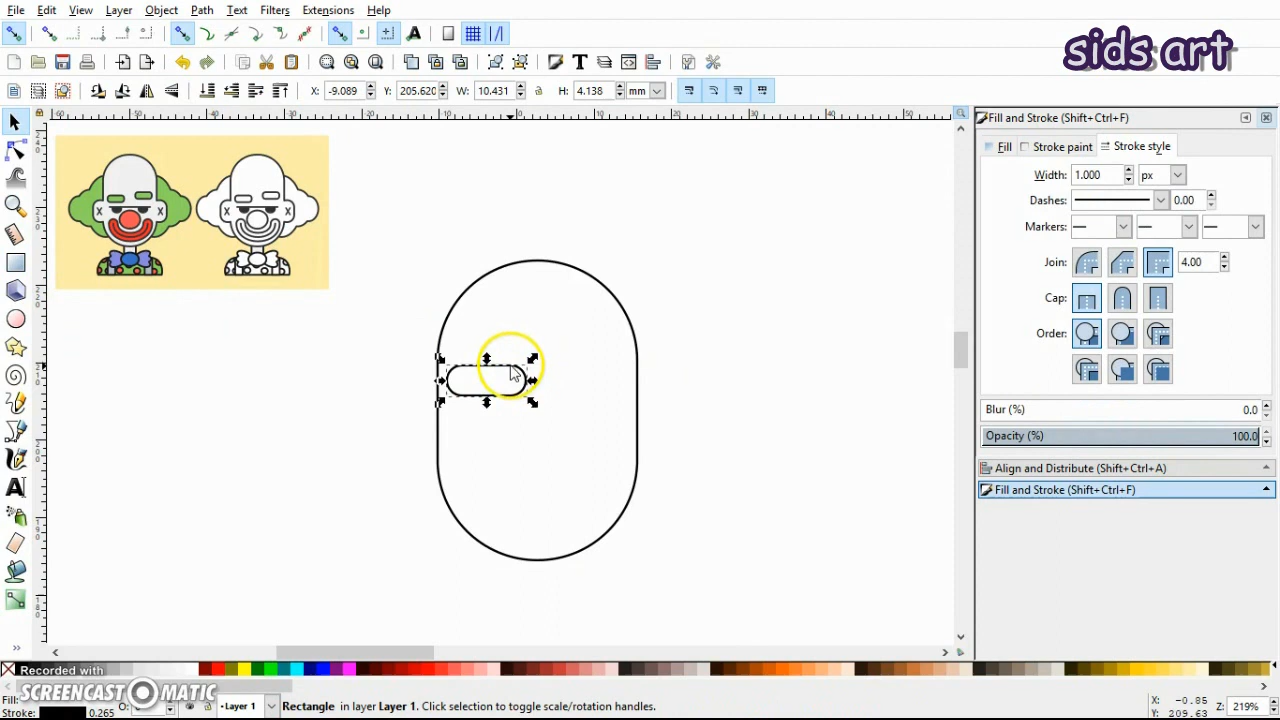 File Edit View Layer Object Path Text Filters Extensions Help
sids art
X: -9.089 Y: 205.620 W: 10.431 H: 4.138 mm
Fill and Stroke (Shift+Ctrl+F)
Fill Stroke paint Stroke style
Width: 1.000 px
Dashes: 0.00
Markers:
Join: 4.00
Cap:
Order:
Blur (%) 0.0
Opacity (%) 100.0
Align and Distribute (Shift+Ctrl+A)
Fill and Stroke (Shift+Ctrl+F)
Recorded with
SCREENCAST MATIC
Fill:
Stroke: 0.265 O: Layer 1 Rectangle in layer Layer 1. Click selection to toggle scale/rotation handles.
X: -0.85
Y: 209.63
Z: 219%